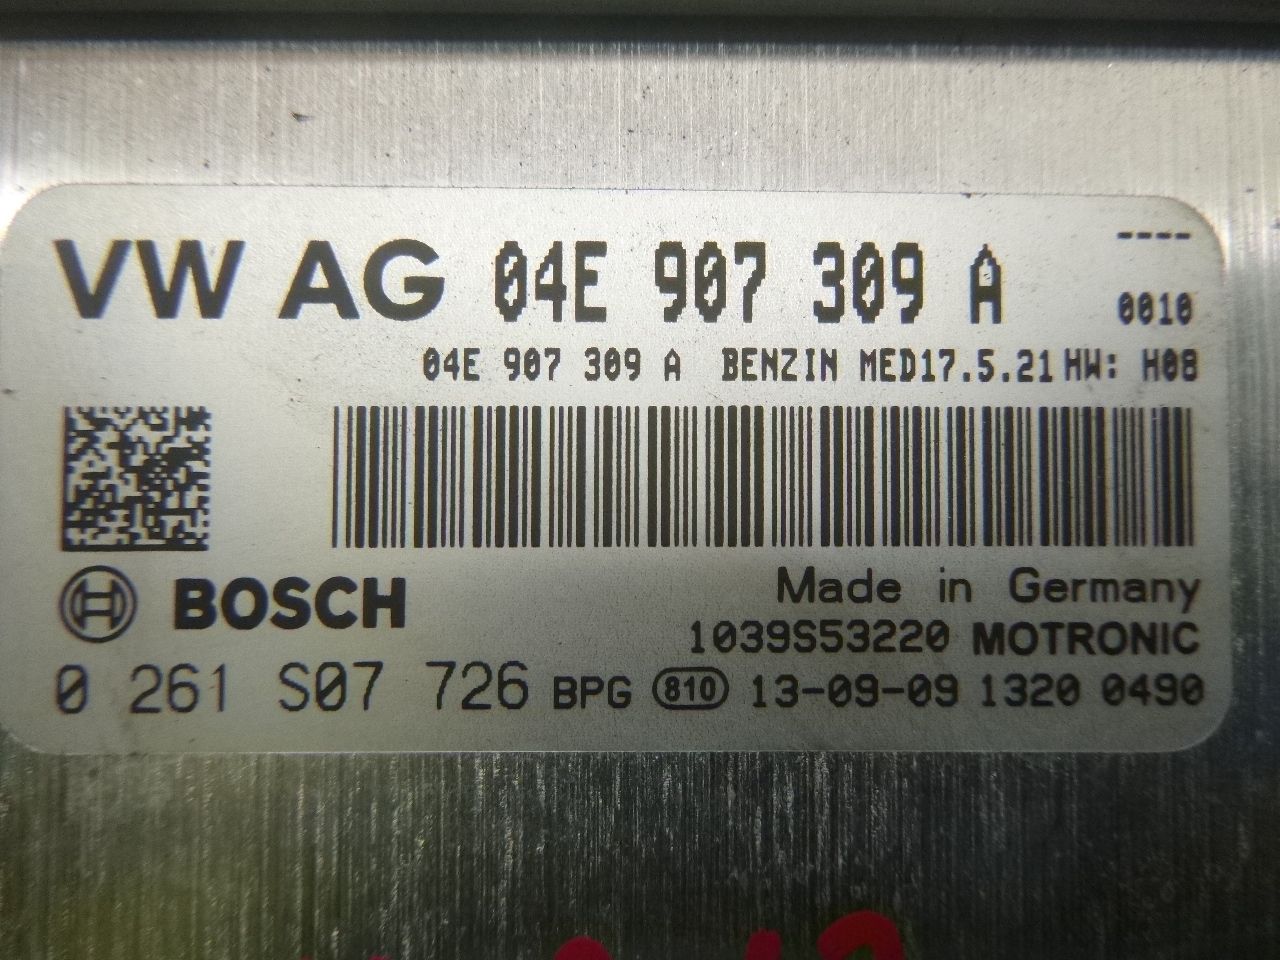 VW AG 04E 907 309 A ----
0010
04E 907 309 A BENZIN MED17.5.21 HW: H08
BOSCH
Made in Germany
1039S53220 MOTRONIC
0 261 S07 726 BPG 810 13-09-09 1320 0490